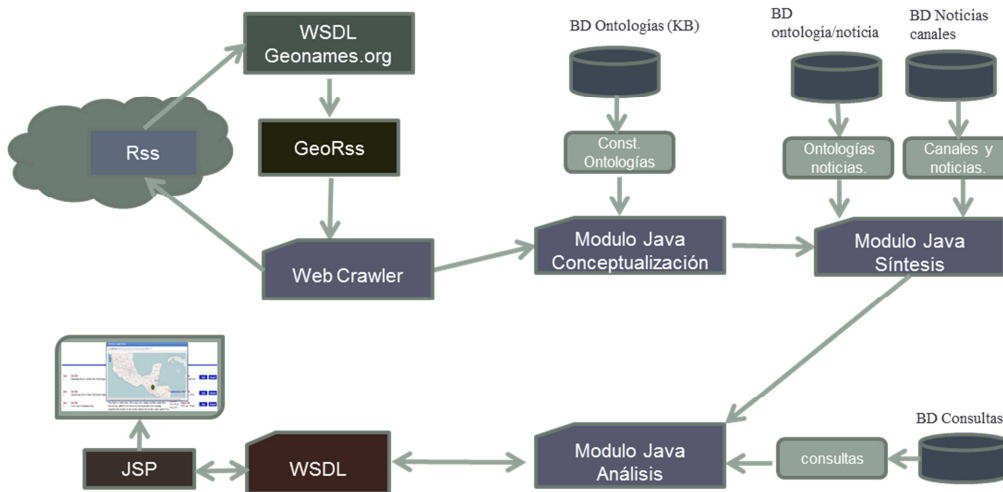 WSDL
Geonames.org
BD Ontologías (KB)
BD
ontología/noticia
BD Noticias
canales
Rss
GeoRss
Const.
Ontologías
Ontologías
noticias.
Canales y
noticias.
Web Crawler
Modulo Java
Conceptualización
Modulo Java
Síntesis
JSP
WSDL
Modulo Java
Análisis
consultas
BD Consultas